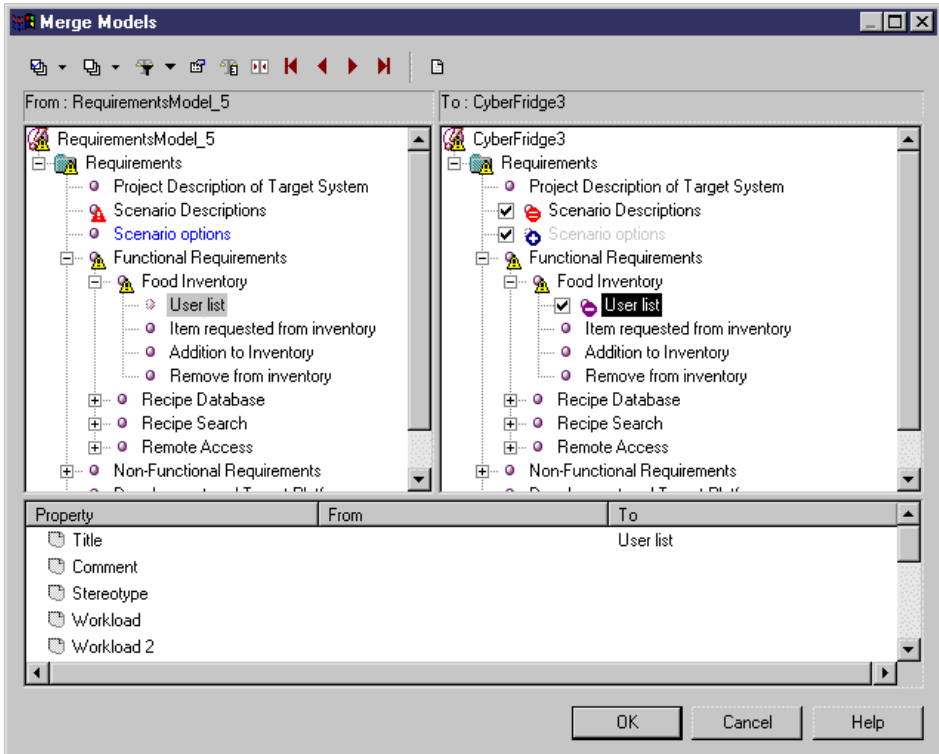 Merge Models
From : RequirementsModel_5
To : CyberFridge3
RequirementsModel_5
Requirements
Project Description of Target System
Scenario Descriptions
Scenario options
Functional Requirements
Food Inventory
User list
Item requested from inventory
Addition to Inventory
Remove from inventory
Recipe Database
Recipe Search
Remote Access
Non-Functional Requirements
CyberFridge3
Requirements
Project Description of Target System
Scenario Descriptions
Scenario options
Functional Requirements
Food Inventory
User list
Item requested from inventory
Addition to Inventory
Remove from inventory
Recipe Database
Recipe Search
Remote Access
Non-Functional Requirements
Property From To
Title User list
Comment
Stereotype
Workload
Workload 2
OK Cancel Help